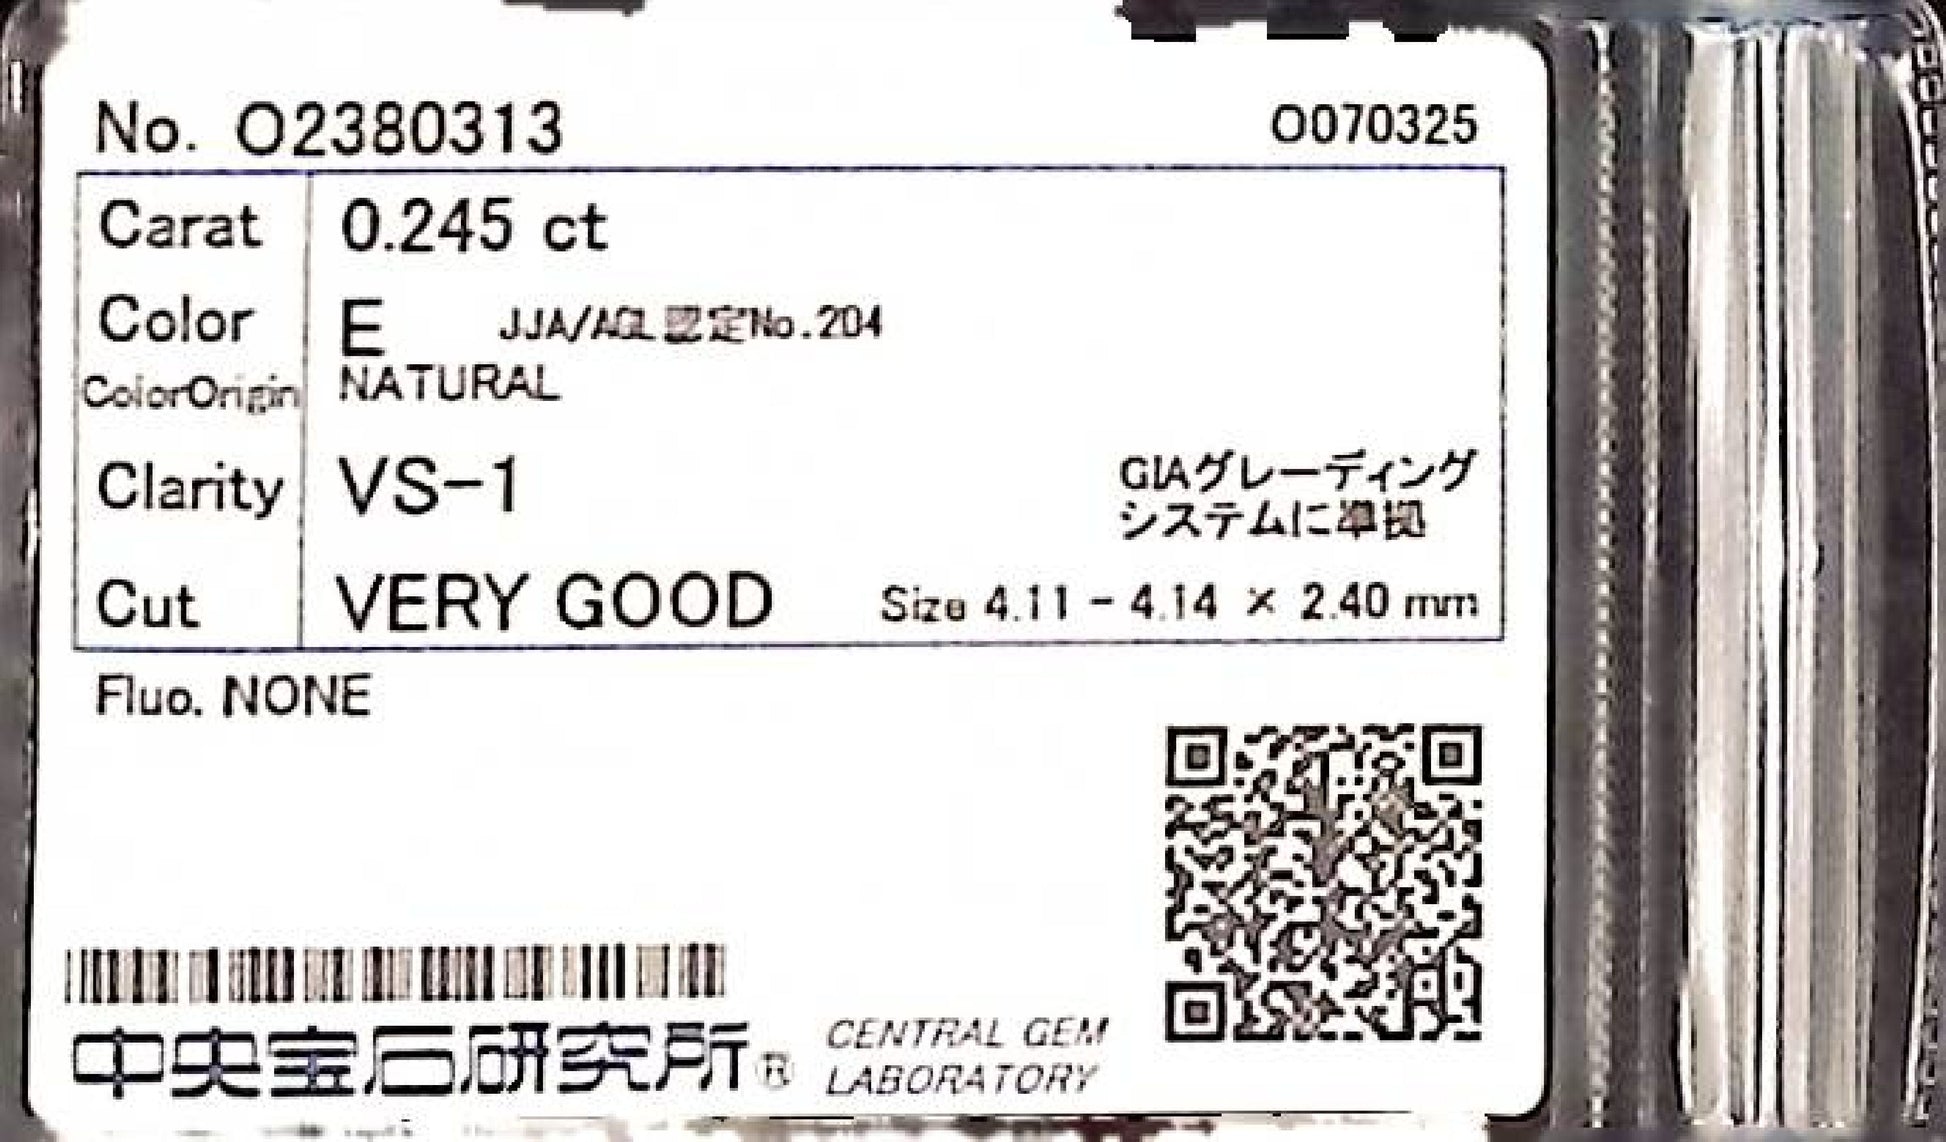 No. O2380313 O070325
Carat 0.245 ct
Color E JJA/AGL認定No.204
ColorOrigin NATURAL
Clarity VS-1 GIAグレーディング
システムに準拠
Cut VERY GOOD Size 4.11 - 4.14 × 2.40 mm
Fluo. NONE
中央宝石研究所® CENTRAL GEM
LABORATORY